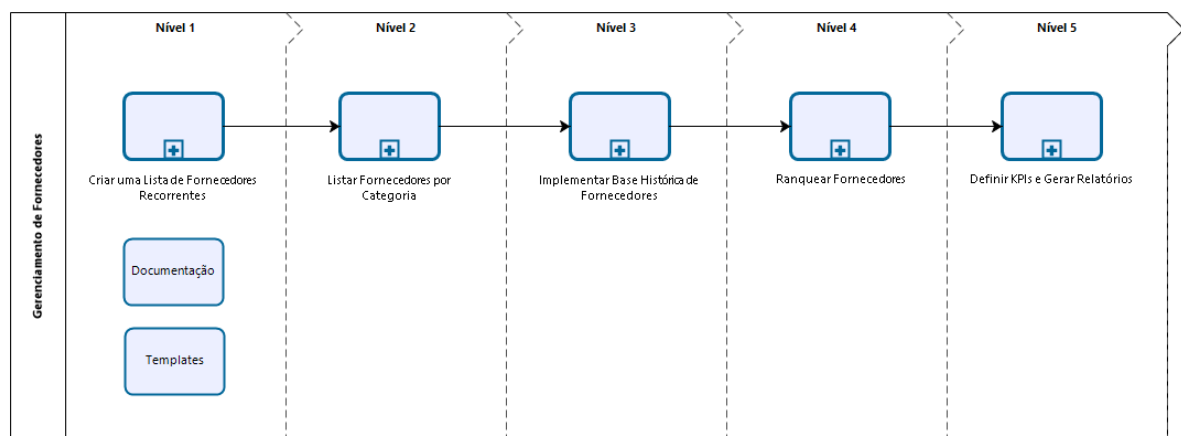 Gerenciamento de Fornecedores
Nível 1
Nível 2
Nível 3
Nível 4
Nível 5
Criar uma Lista de Fornecedores
Recorrentes
Listar Fornecedores por
Categoria
Implementar Base Histórica de
Fornecedores
Ranquear Fornecedores
Definir KPIs e Gerar Relatórios
Documentação
Templates